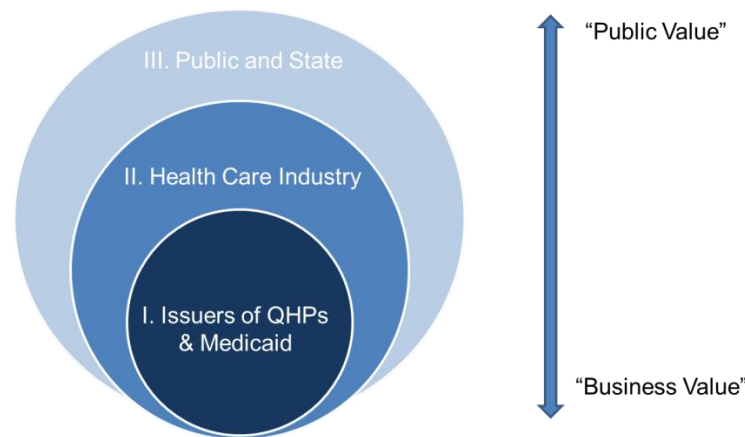 III. Public and State
II. Health Care Industry
I. Issuers of QHPs
& Medicaid
“Public Value”
“Business Value”